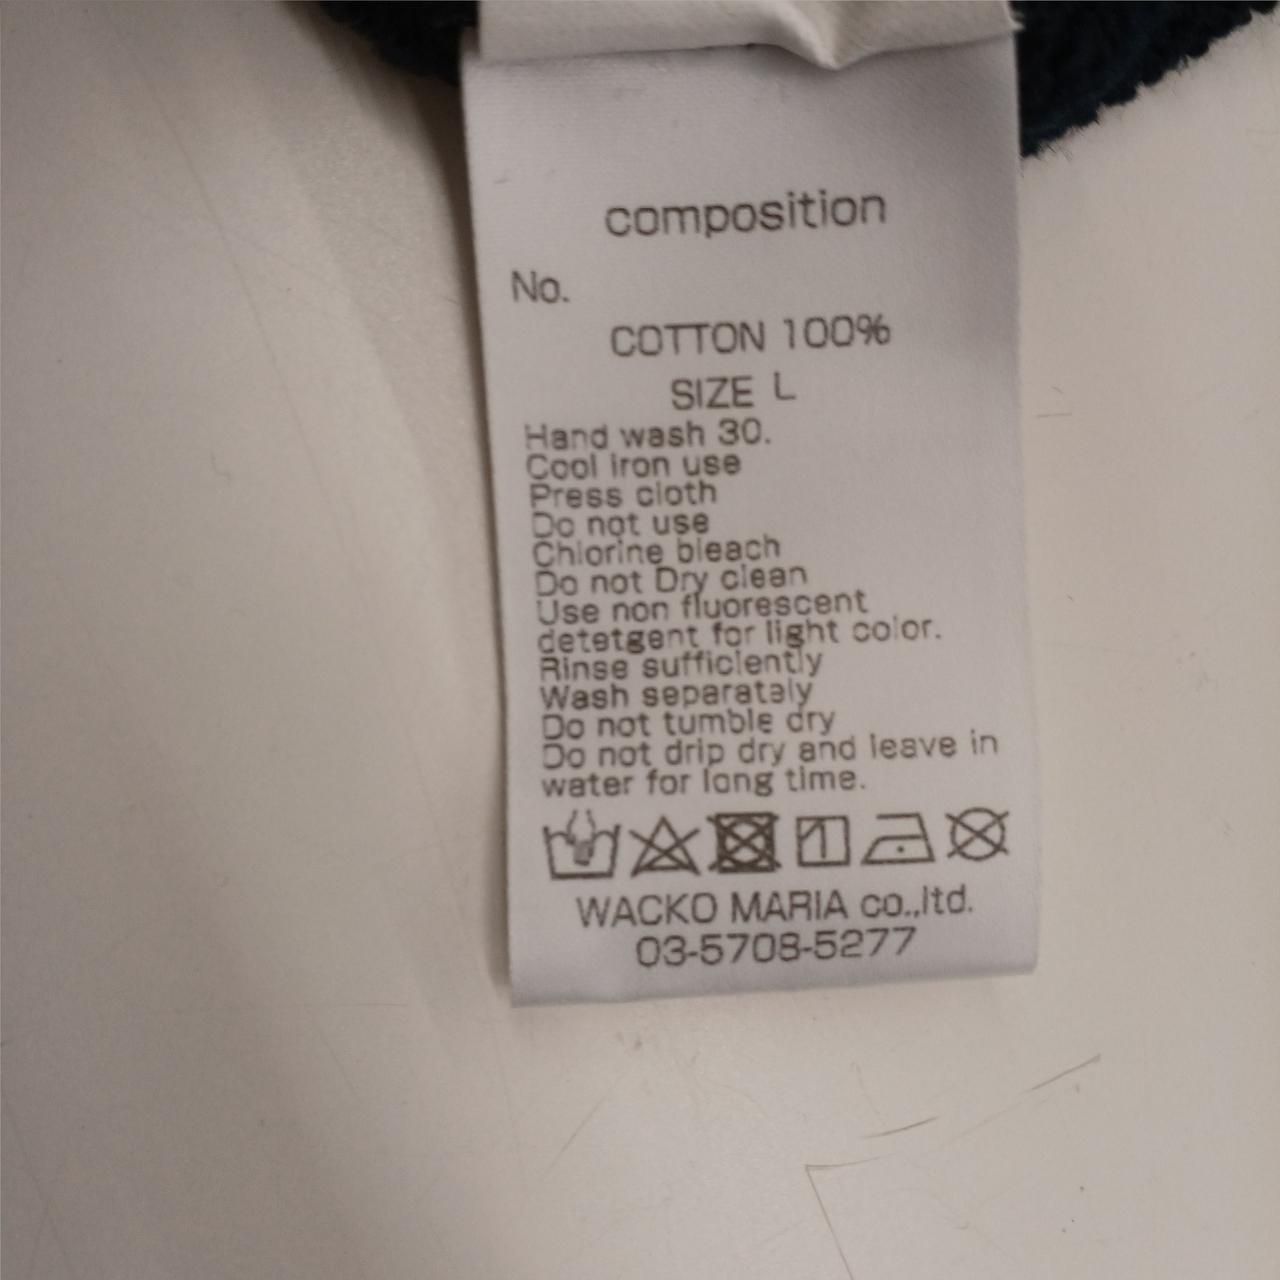 composition
No.
COTTON 100%
SIZE L
Hand wash 30.
Cool iron use
Press cloth
Do not use
Chlorine bleach
Do not Dry clean
Use non fluorescent
detetgent for light color.
Rinse sufficiently
Wash separataly
Do not tumble dry
Do not drip dry and leave in
water for long time.
WACKO MARIA co.,ltd.
03-5708-5277